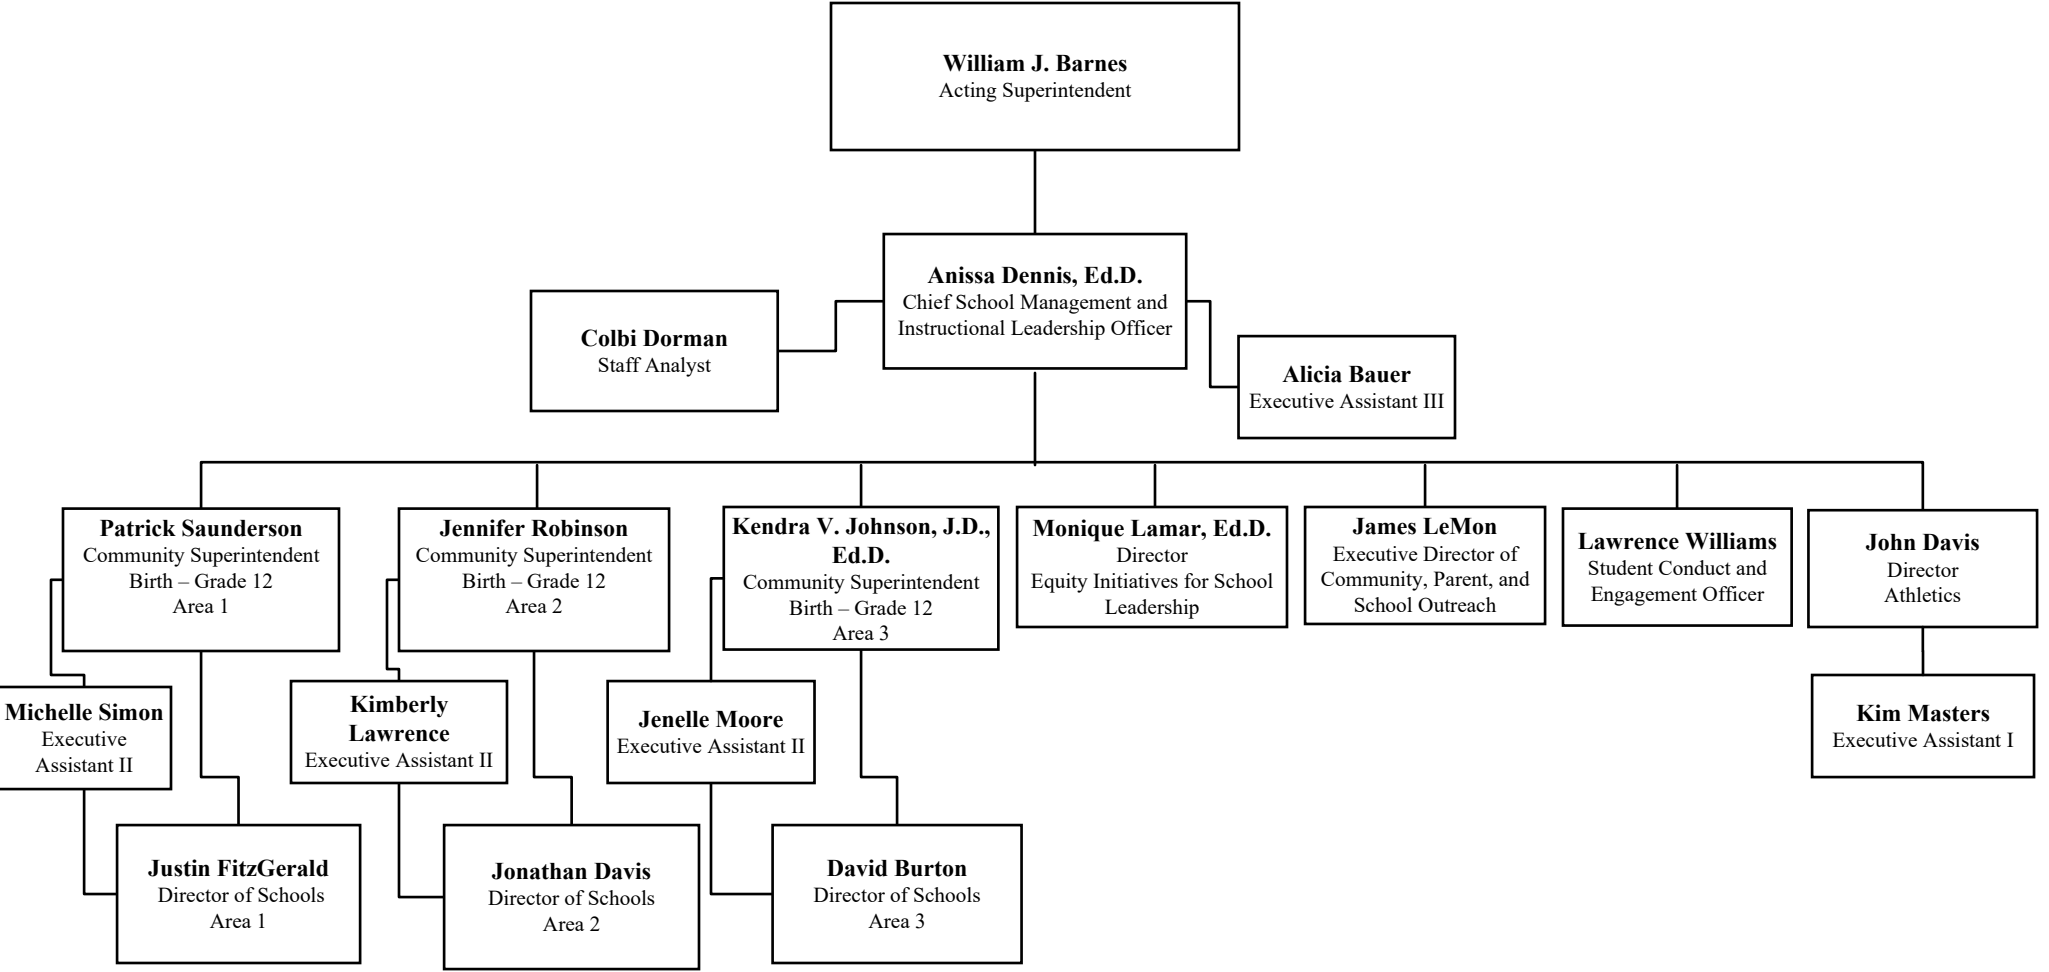 William J. Barnes
Acting Superintendent
Anissa Dennis, Ed.D.
Chief School Management and
Instructional Leadership Officer
Colbi Dorman
Staff Analyst
Alicia Bauer
Executive Assistant III
Patrick Saunderson
Community Superintendent
Birth – Grade 12
Area 1
Jennifer Robinson
Community Superintendent
Birth – Grade 12
Area 2
Kendra V. Johnson, J.D.,
Ed.D.
Community Superintendent
Birth – Grade 12
Area 3
Monique Lamar, Ed.D.
Director
Equity Initiatives for School
Leadership
James LeMon
Executive Director of
Community, Parent, and
School Outreach
Lawrence Williams
Student Conduct and
Engagement Officer
John Davis
Director
Athletics
Michelle Simon
Executive
Assistant II
Kimberly
Lawrence
Executive Assistant II
Jenelle Moore
Executive Assistant II
Kim Masters
Executive Assistant I
Justin FitzGerald
Director of Schools
Area 1
Jonathan Davis
Director of Schools
Area 2
David Burton
Director of Schools
Area 3